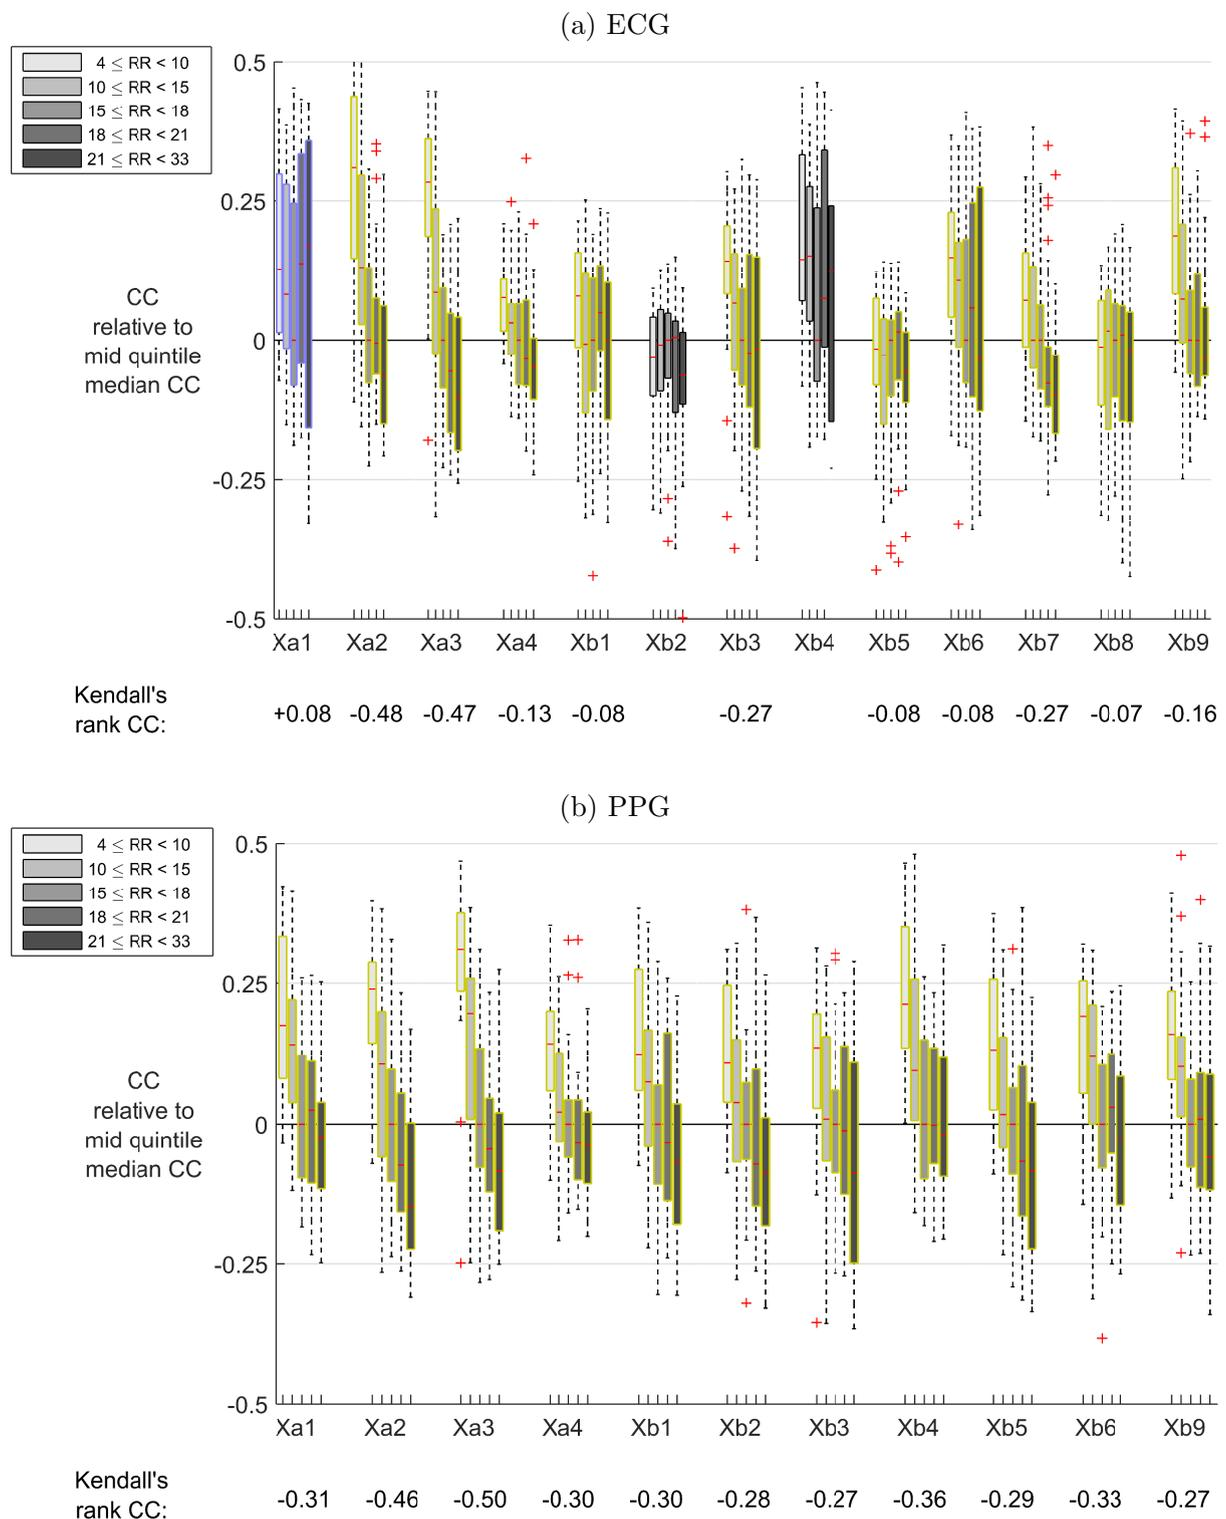 (a) ECG
4 ≤ RR < 10
10 ≤ RR < 15
15 ≤ RR < 18
18 ≤ RR < 21
21 ≤ RR < 33
0.5
0.25
0
-0.25
-0.5
CC
relative to
mid quintile
median CC
Xa1 Xa2 Xa3 Xa4 Xb1 Xb2 Xb3 Xb4 Xb5 Xb6 Xb7 Xb8 Xb9
Kendall's
rank CC:
+0.08 -0.48 -0.47 -0.13 -0.08 -0.27 -0.08 -0.08 -0.27 -0.07 -0.16
(b) PPG
4 ≤ RR < 10
10 ≤ RR < 15
15 ≤ RR < 18
18 ≤ RR < 21
21 ≤ RR < 33
0.5
0.25
0
-0.25
-0.5
CC
relative to
mid quintile
median CC
Xa1 Xa2 Xa3 Xa4 Xb1 Xb2 Xb3 Xb4 Xb5 Xb6 Xb9
Kendall's
rank CC:
-0.31 -0.46 -0.50 -0.30 -0.30 -0.28 -0.27 -0.36 -0.29 -0.33 -0.27